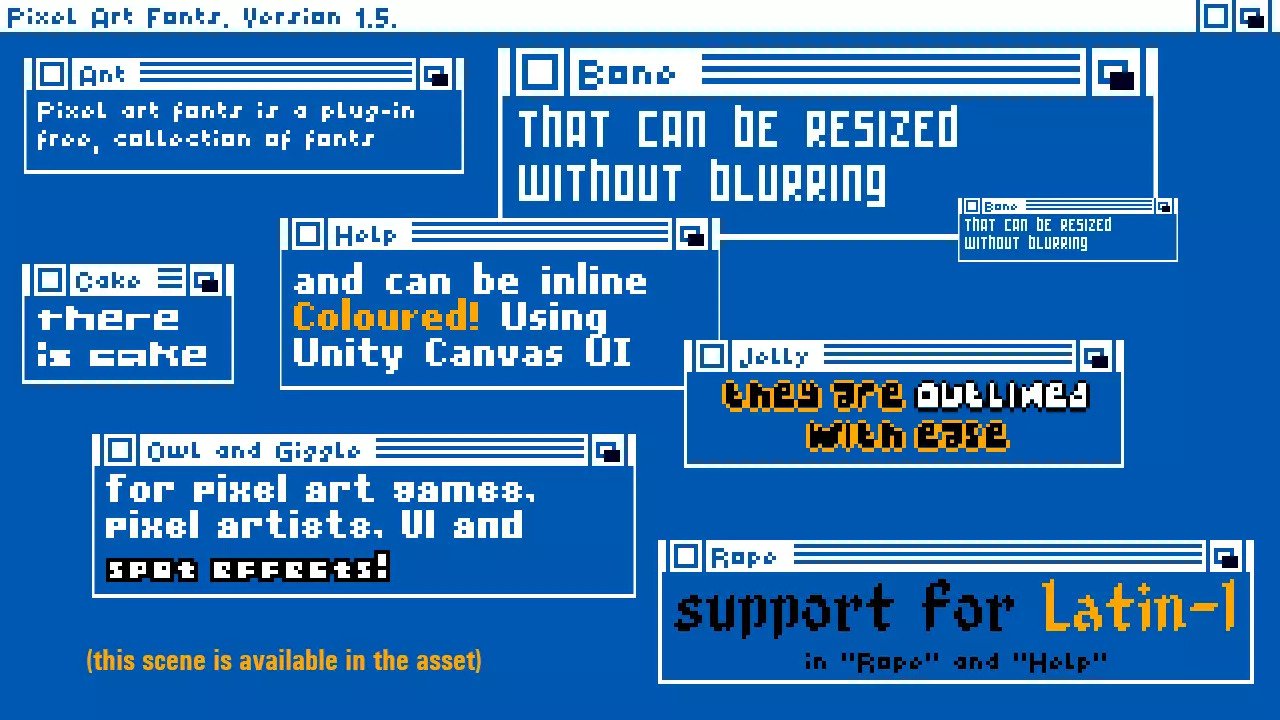 Pixel Art Fonts. Version 1.5.
Ant
Pixel art fonts is a plug-in
free, collection of fonts
Bone
THAT CAN BE RESIZED
WITHOUT BLURRING
Bone
THAT CAN BE RESIZED
WITHOUT BLURRING
Help
and can be inline
Coloured! Using
Unity Canvas UI
Cake
there
is cake
Jelly
they are outlined
with ease
Owl and Giggle
for pixel art games,
pixel artists, UI and
spot effects!
Rope
support for Latin-1
in "Rope" and "Help"
(this scene is available in the asset)